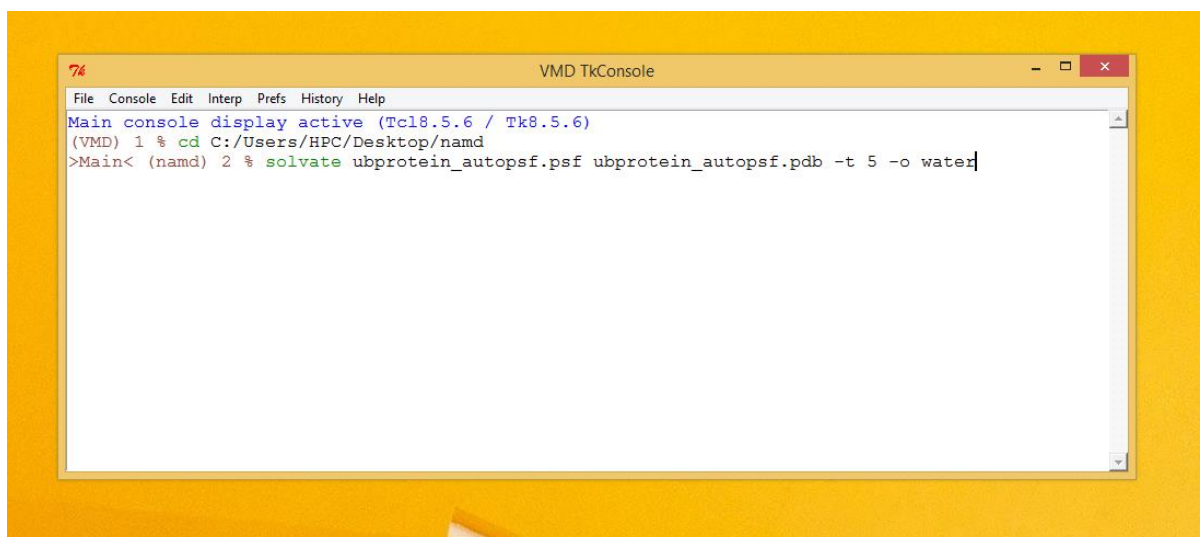 VMD TkConsole
File Console Edit Interp Prefs History Help
Main console display active (Tcl8.5.6 / Tk8.5.6)
(VMD) 1 % cd C:/Users/HPC/Desktop/namd
>Main< (namd) 2 % solvate ubprotein_autopsf.psf ubprotein_autopsf.pdb -t 5 -o water